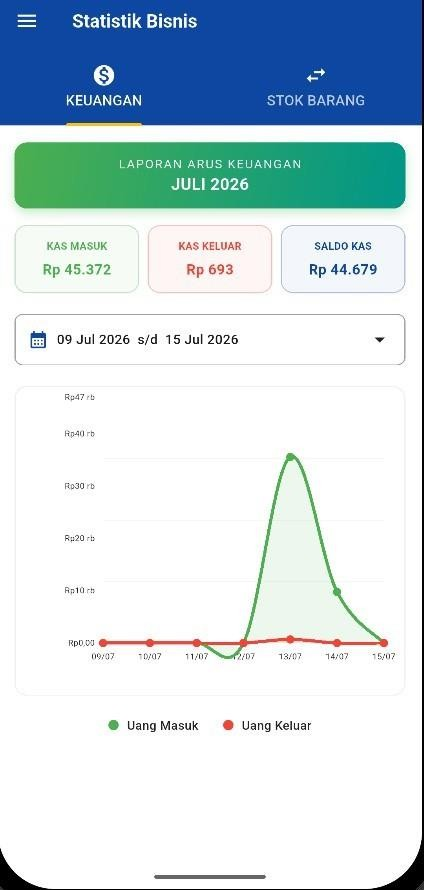 Statistik Bisnis
KEUANGAN
STOK BARANG
LAPORAN ARUS KEUANGAN
JULI 2026
KAS MASUK
Rp 45.372
KAS KELUAR
Rp 693
SALDO KAS
Rp 44.679
09 Jul 2026 s/d 15 Jul 2026
Rp47 rb
Rp40 rb
Rp30 rb
Rp20 rb
Rp10 rb
Rp0,00
09/07 10/07 11/07 12/07 13/07 14/07 15/07
Uang Masuk Uang Keluar